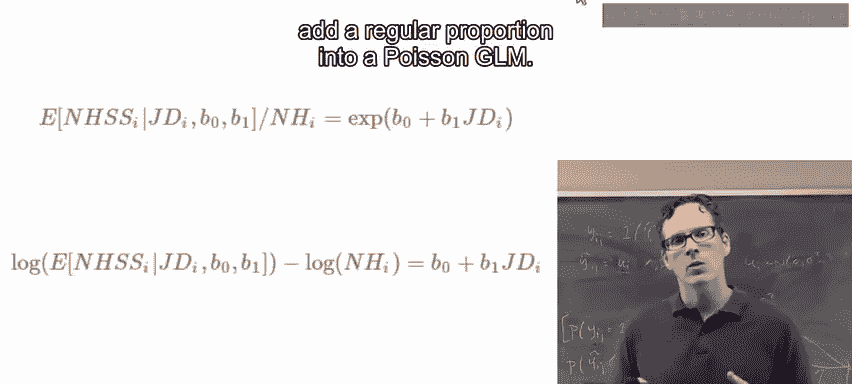 add a regular proportion
into a Poisson GLM.
E[NHSS_i|JD_i, b_0, b_1]/NH_i = exp(b_0 + b_1JD_i)
log(E[NHSS_i|JD_i, b_0, b_1]) − log(NH_i) = b_0 + b_1JD_i